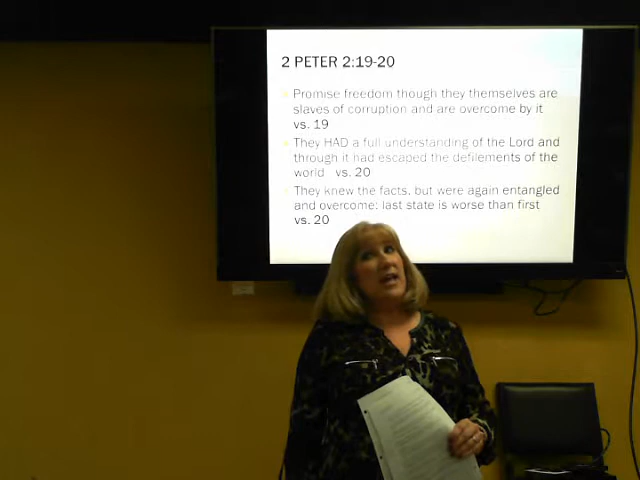 2 PETER 2:19-20
Promise freedom though they themselves are
slaves of corruption and are overcome by it
vs. 19
They HAD a full understanding of the Lord and
through it had escaped the defilements of the
world vs. 20
They knew the facts, but were again entangled
and overcome: last state is worse than first
vs. 20